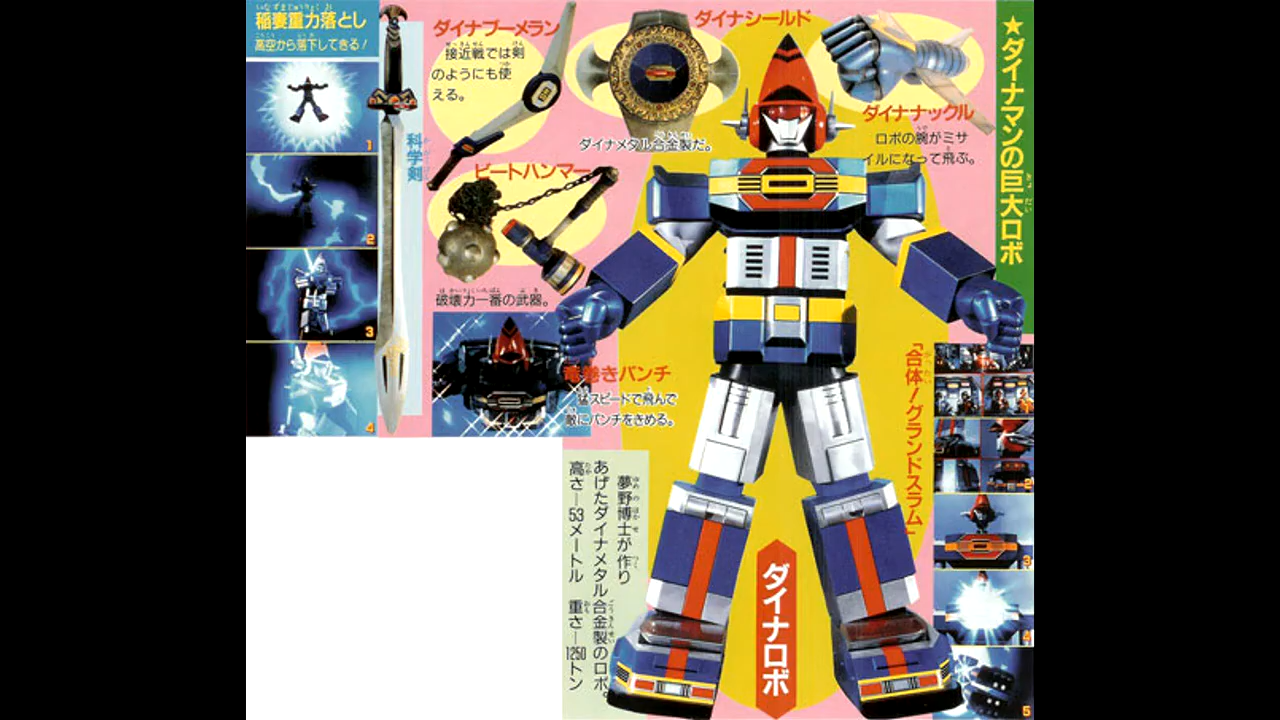 ★ダイナマンの巨大ロボ
稲妻重力落とし
高空から落下してきる！
1
2
3
4
科学剣
ダイナブーメラン
接近戦では剣
のようにも使
える。
ダイナシールド
ダイナメタル合金製だ。
ダイナナックル
ロボの腕がミサ
イルになって飛ぶ。
ビートハンマー
破壊力一番の武器。
竜巻きパンチ
猛スピードで飛んで
敵にパンチをきめる。
「合体！グランドスラム」
2
3
4
5
夢野博士が作り
あげたダイナメタル合金製のロボ。
高さ—53メートル 重さ—1250トン
ダイナロボ